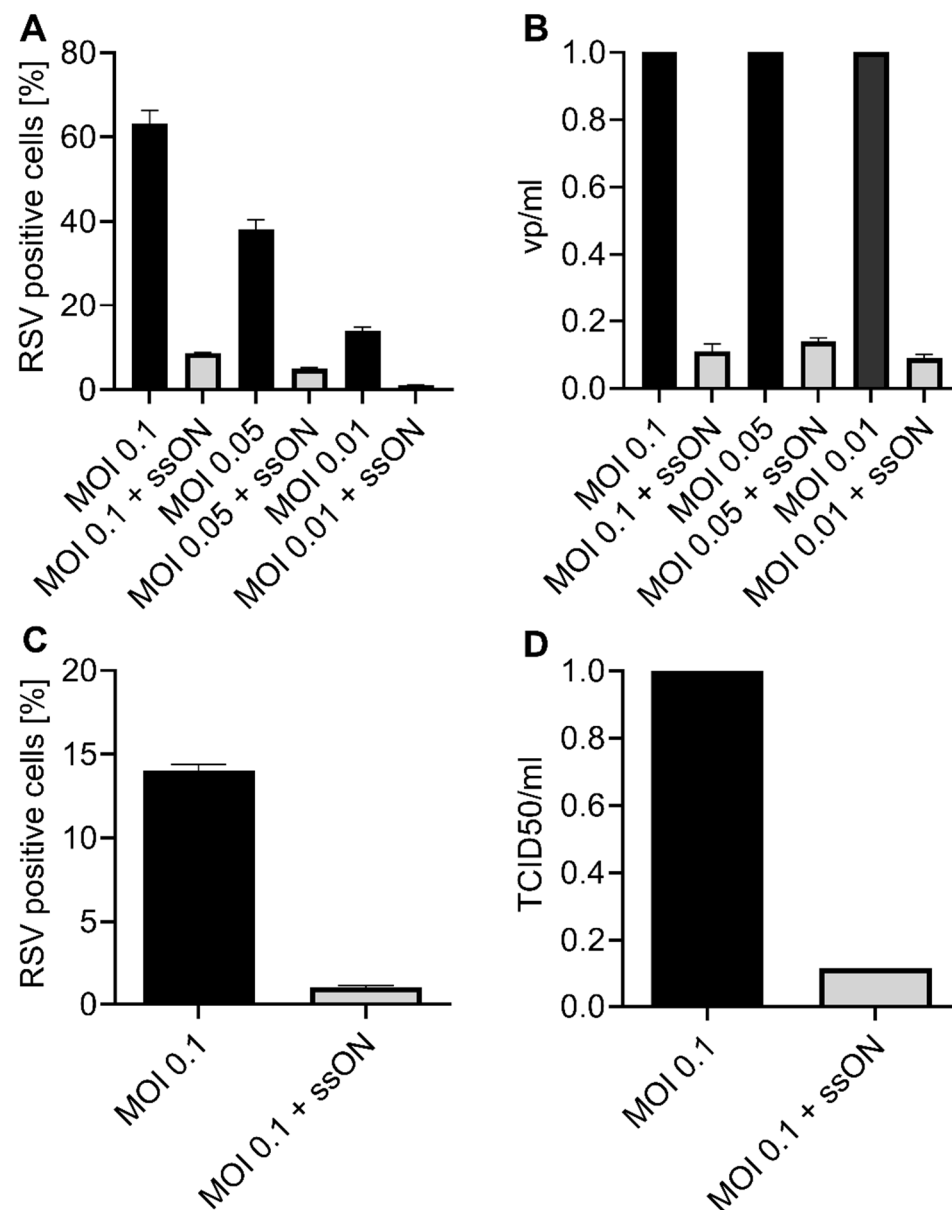 A
RSV positive cells [%]
80
60
40
20
0
MOI 0.1
MOI 0.1 + ssON
MOI 0.05
MOI 0.05 + ssON
MOI 0.01
MOI 0.01 + ssON
B
vp/ml
1.0
0.8
0.6
0.4
0.2
0.0
MOI 0.1
MOI 0.1 + ssON
MOI 0.05
MOI 0.05 + ssON
MOI 0.01
MOI 0.01 + ssON
C
RSV positive cells [%]
20
15
10
5
0
MOI 0.1
MOI 0.1 + ssON
D
TCID50/ml
1.0
0.8
0.6
0.4
0.2
0.0
MOI 0.1
MOI 0.1 + ssON